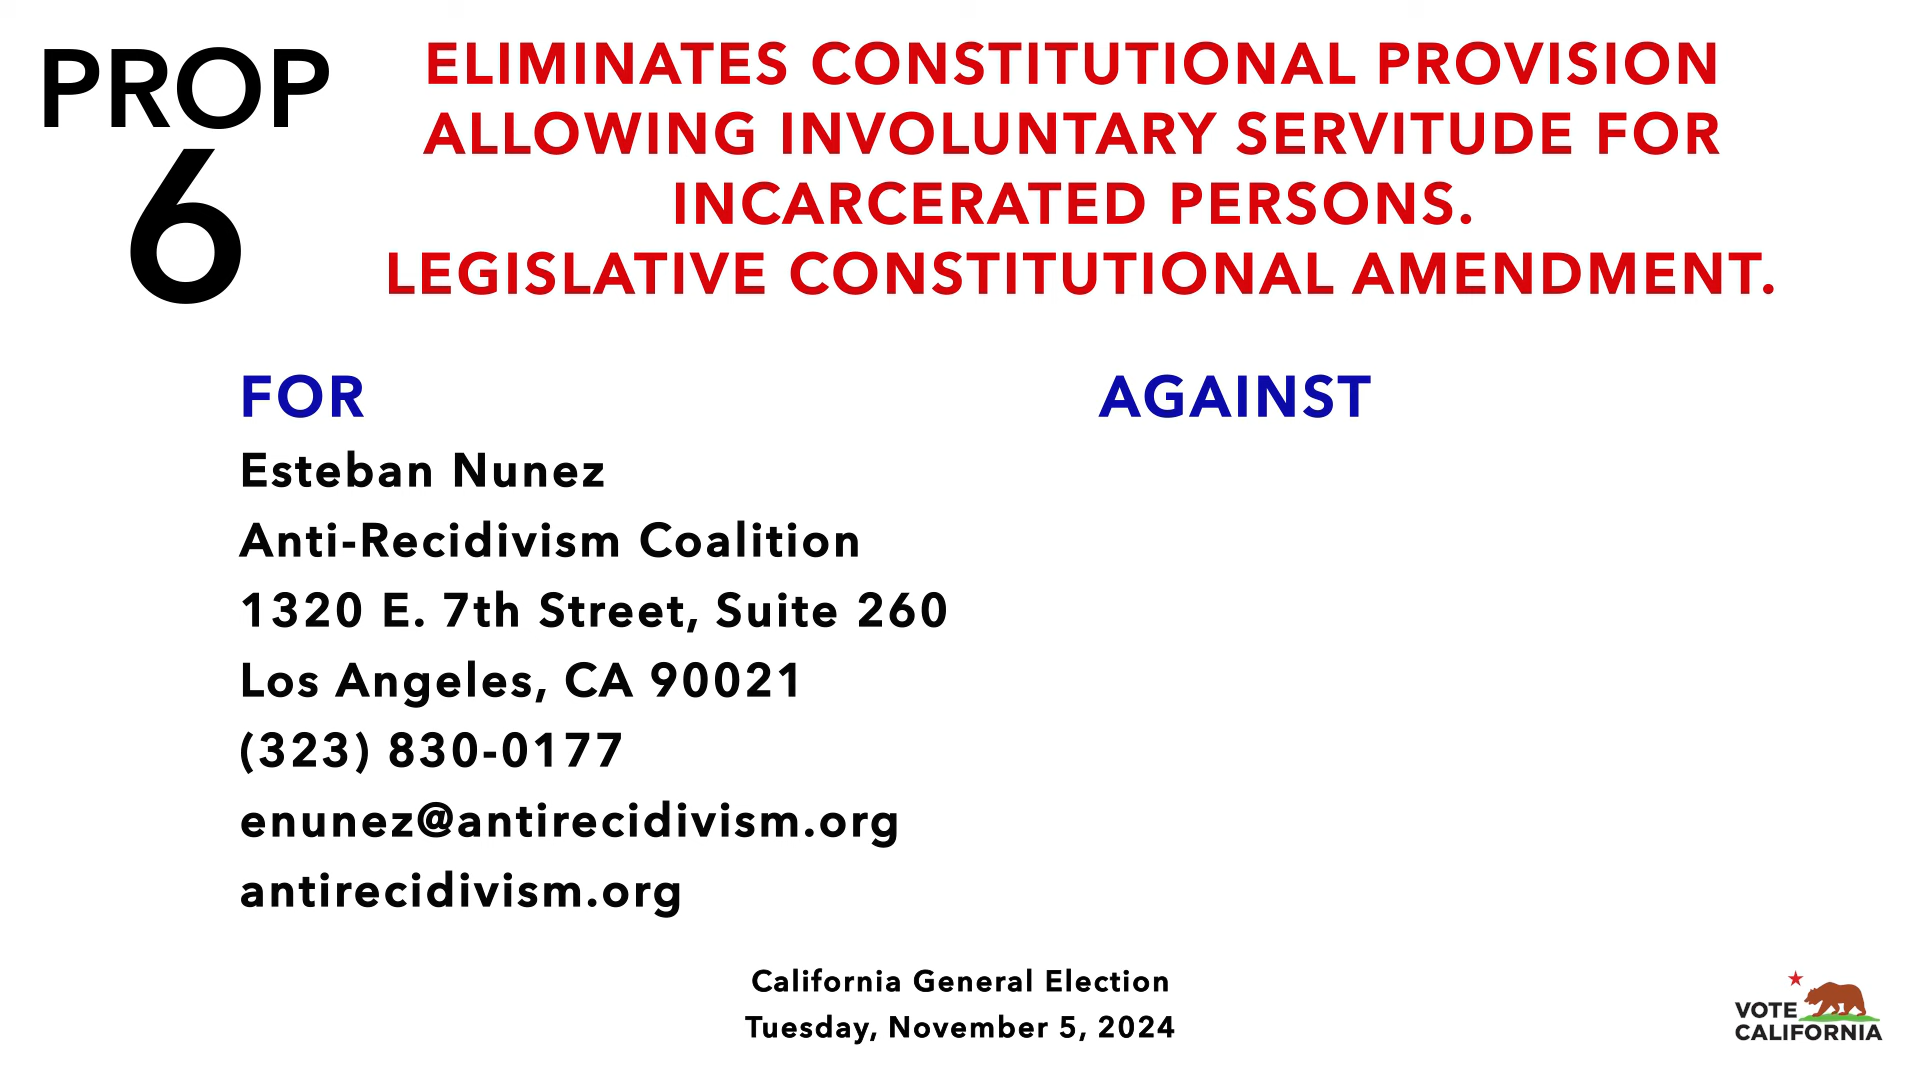 PROP
6
ELIMINATES CONSTITUTIONAL PROVISION
ALLOWING INVOLUNTARY SERVITUDE FOR
INCARCERATED PERSONS.
LEGISLATIVE CONSTITUTIONAL AMENDMENT.
FOR
Esteban Nunez
Anti-Recidivism Coalition
1320 E. 7th Street, Suite 260
Los Angeles, CA 90021
(323) 830-0177
enunez@antirecidivism.org
antirecidivism.org
AGAINST
California General Election
Tuesday, November 5, 2024
VOTE
CALIFORNIA